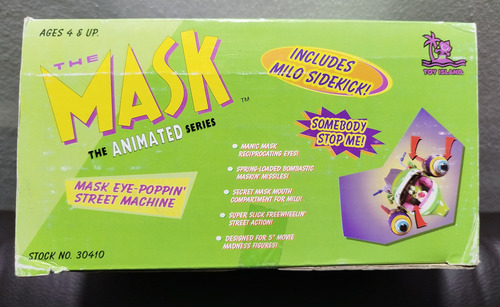 AGES 4 & UP.
THE
MASK
™
THE ANIMATED SERIES
INCLUDES
MILO SIDEKICK!
TOY ISLAND
SOMEBODY
STOP ME!
MASK EYE-POPPIN'
STREET MACHINE
• MANIC MASK
RECIPROCATING EYES!
• SPRING-LOADED BOMBASTIC
MASKIN' MISSILES!
• SECRET MASK MOUTH
COMPARTMENT FOR MILO!
• SUPER SLICK FREEWHEELIN'
STREET ACTION!
• DESIGNED FOR 5" MOVIE
MADNESS FIGURES!
STOCK NO. 30410